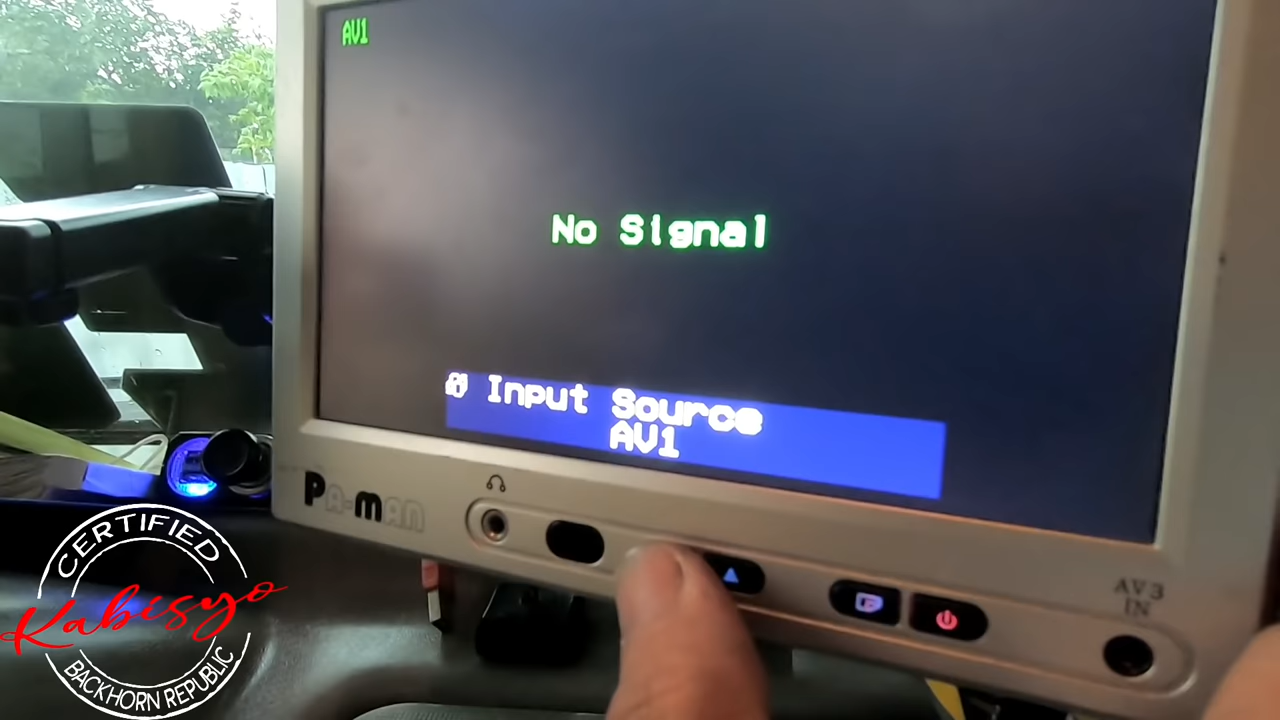 AV1
No Signal
Input Source
AV1
PA-MAN
AV3
IN
CERTIFIED
Kabisyo
BACKHORN REPUBLIC